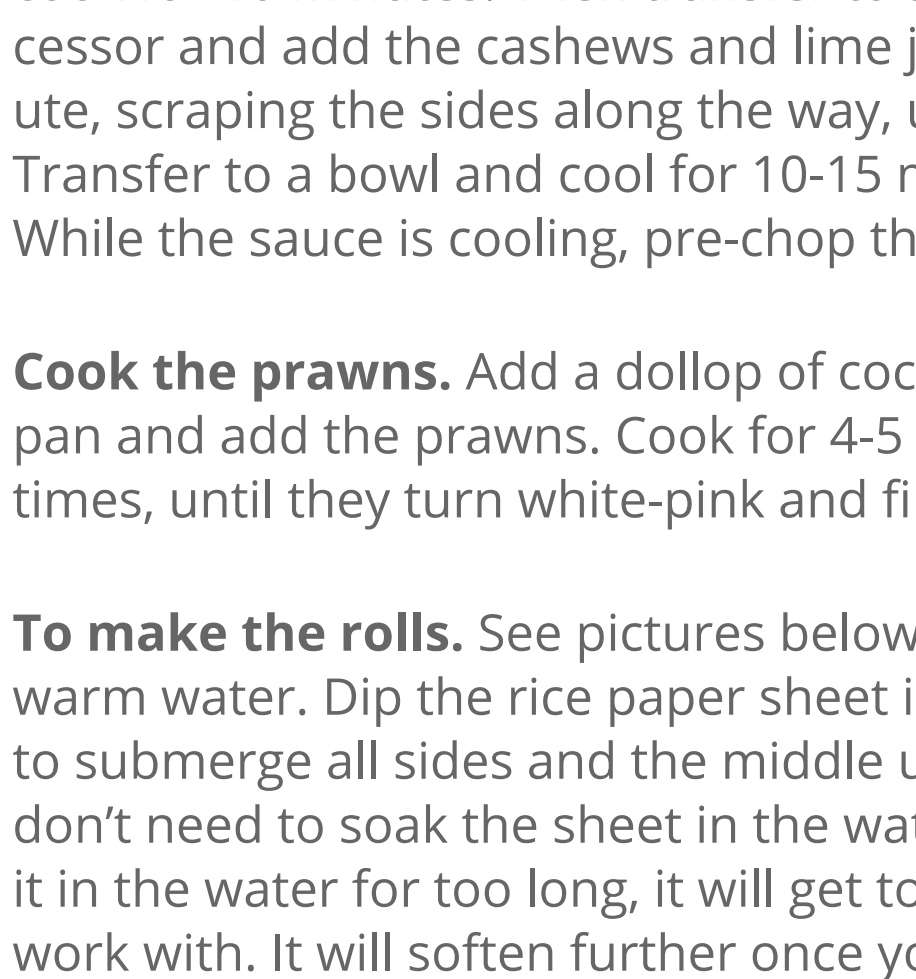 cessor and add the cashews and lime
ute, scraping the sides along the way,
Transfer to a bowl and cool for 10-15
While the sauce is cooling, pre-chop th
Cook the prawns. Add a dollop of coc
pan and add the prawns. Cook for 4-5
times, until they turn white-pink and fi
To make the rolls. See pictures below
warm water. Dip the rice paper sheet i
to submerge all sides and the middle u
don’t need to soak the sheet in the wat
it in the water for too long, it will get to
work with. It will soften further once yo